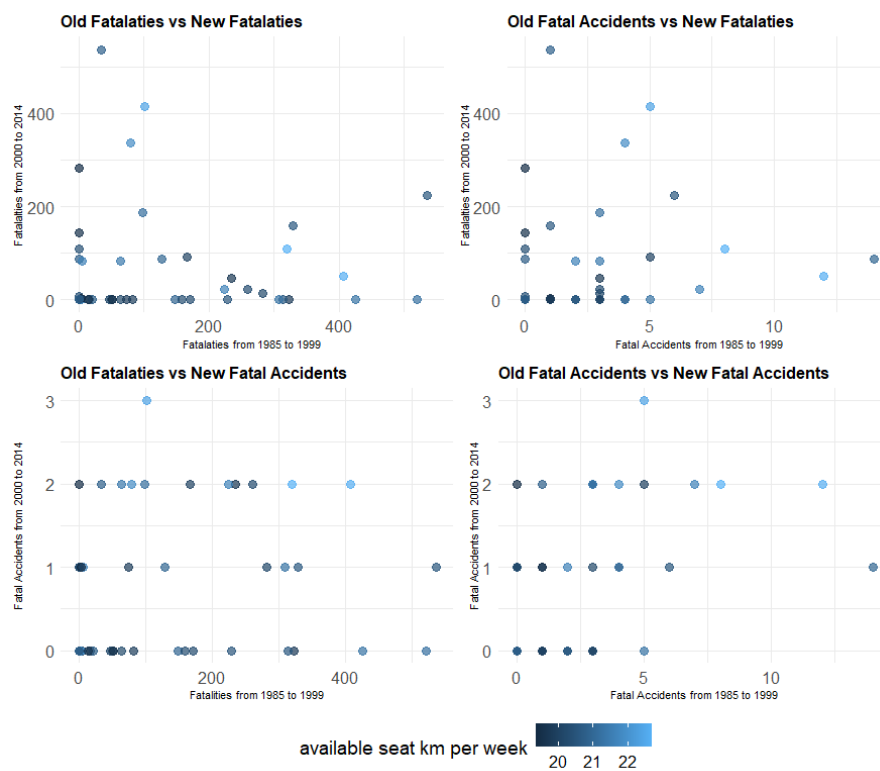 Old Fatalaties vs New Fatalaties
Fatalalties from 2000 to 2014
400
200
0
0
200
400
Fatalaties from 1985 to 1999
Old Fatal Accidents vs New Fatalaties
Fatalalties from 2000 to 2014
400
200
0
0
5
10
Fatal Accidents from 1985 to 1999
Old Fatalaties vs New Fatal Accidents
Fatal Accidents from 2000 to 2014
3
2
1
0
0
200
400
Fatalities from 1985 to 1999
Old Fatal Accidents vs New Fatal Accidents
Fatal Accidents from 2000 to 2014
3
2
1
0
0
5
10
Fatal Accidents from 1985 to 1999
available seat km per week
20 21 22